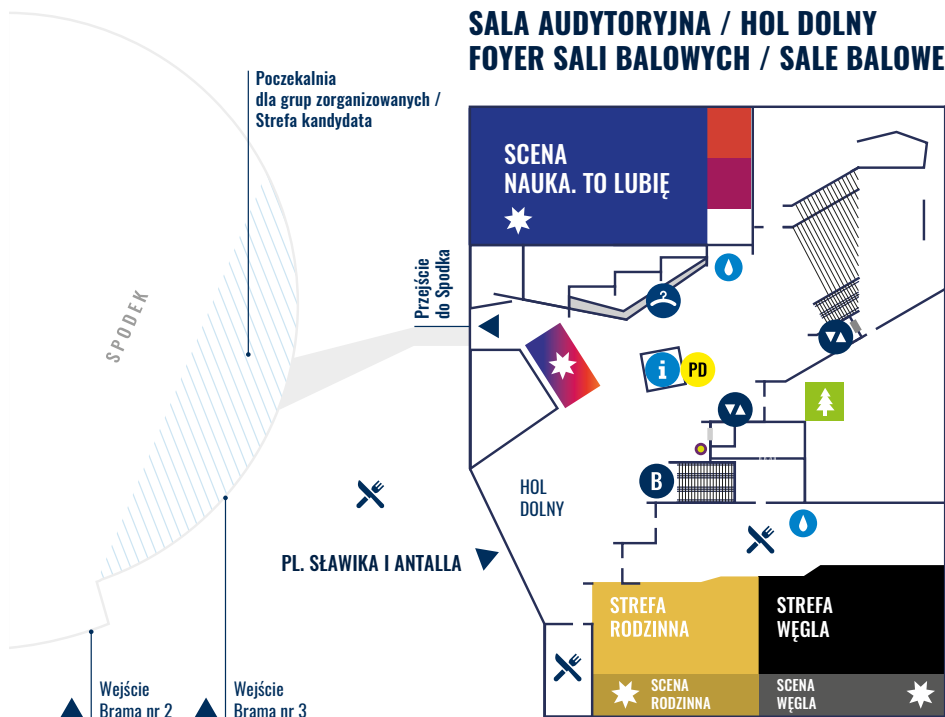 SALA AUDYTORYJNA / HOL DOLNY
FOYER SALI BALOWYCH / SALE BALOWE
Poczekalnia
dla grup zorganizowanych /
Strefa kandydata
SCENA
NAUKA. TO LUBIĘ
Przejście
do Spodka
SPODEK
i
PD
B
HOL
DOLNY
PL. SŁAWIKA I ANTALLA
STREFA
RODZINNA
STREFA
WĘGLA
SCENA
RODZINNA
SCENA
WĘGLA
Wejście
Brama nr 2
Wejście
Brama nr 3